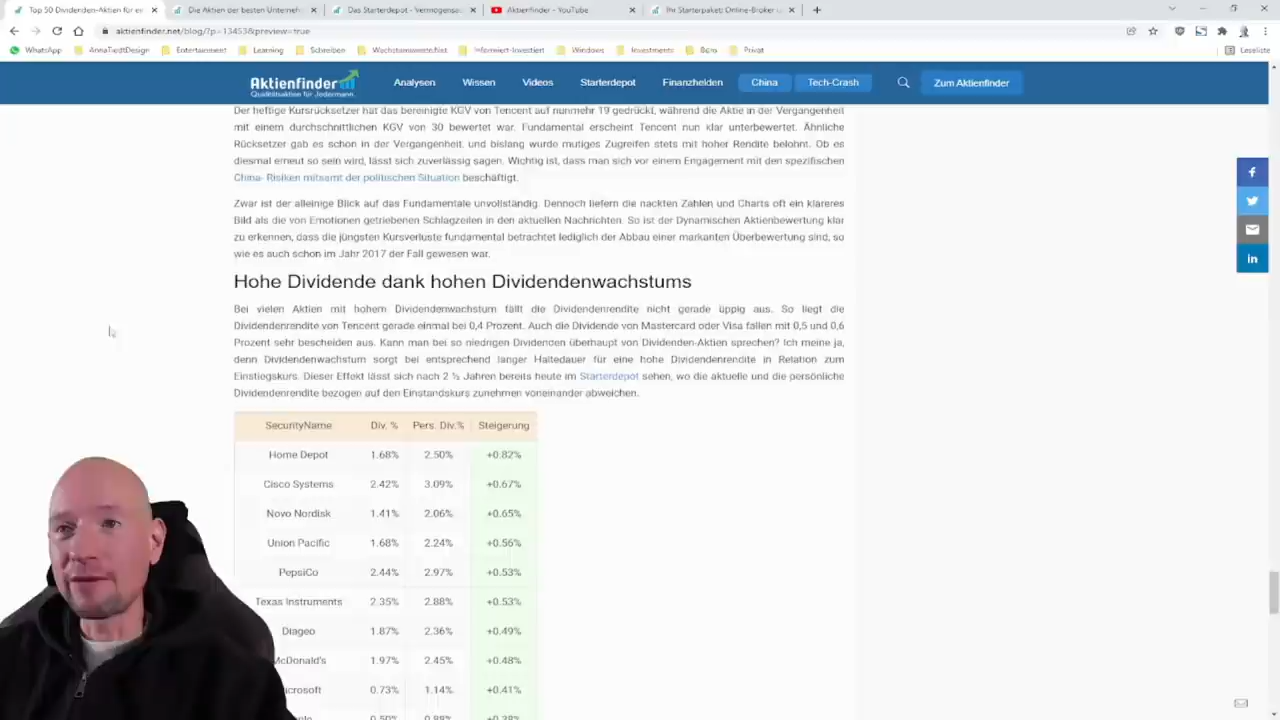 Top 50 Dividenden-Aktien für ei
Die Aktien der besten Unterneh
Das Starterdepot - Vermögensa
Aktienfinder - YouTube
Ihr Starterpaket: Online-Broker u
aktienfinder.net/blog/?p=13453&preview=true
WhatsApp
AnnaTiedtDesign
Entertainment
Learning
Schreiben
Wachstumswerte.Net
Informiert-Investiert
Windows
Investments
Büro
Privat
Leseliste
Aktienfinder
Qualitätsaktien für Jedermann.
Analysen
Wissen
Videos
Starterdepot
Finanzhelden
China
Tech-Crash
Zum Aktienfinder
Der heftige Kursrücksetzer hat das bereinigte KGV von Tencent auf nunmehr 19 gedrückt, während die Aktie in der Vergangenheit
mit einem durchschnittlichen KGV von 30 bewertet war. Fundamental erscheint Tencent nun klar unterbewertet. Ähnliche
Rücksetzer gab es schon in der Vergangenheit, und bislang wurde mutiges Zugreifen stets mit hoher Rendite belohnt. Ob es
diesmal erneut so sein wird, lässt sich zuverlässig sagen. Wichtig ist, dass man sich vor einem Engagement mit den spezifischen
China- Risiken mitsamt der politischen Situation beschäftigt.
Zwar ist der alleinige Blick auf das Fundamentale unvollständig. Dennoch liefern die nackten Zahlen und Charts oft ein klareres
Bild als die von Emotionen getriebenen Schlagzeilen in den aktuellen Nachrichten. So ist der Dynamischen Aktienbewertung klar
zu erkennen, dass die jüngsten Kursverluste fundamental betrachtet lediglich der Abbau einer markanten Überbewertung sind, so
wie es auch schon im Jahr 2017 der Fall gewesen war.
Hohe Dividende dank hohen Dividendenwachstums
Bei vielen Aktien mit hohem Dividendenwachstum fällt die Dividendenrendite nicht gerade üppig aus. So liegt die
Dividendenrendite von Tencent gerade einmal bei 0,4 Prozent. Auch die Dividende von Mastercard oder Visa fallen mit 0,5 und 0,6
Prozent sehr bescheiden aus. Kann man bei so niedrigen Dividenden überhaupt von Dividenden-Aktien sprechen? Ich meine ja,
denn Dividendenwachstum sorgt bei entsprechend langer Haltedauer für eine hohe Dividendenrendite in Relation zum
Einstiegskurs. Dieser Effekt lässt sich nach 2 ½ Jahren bereits heute im Starterdepot sehen, wo die aktuelle und die persönliche
Dividendenrendite bezogen auf den Einstandskurs zunehmen voneinander abweichen.
SecurityName Div. % Pers. Div.% Steigerung
Home Depot 1.68% 2.50% +0.82%
Cisco Systems 2.42% 3.09% +0.67%
Novo Nordisk 1.41% 2.06% +0.65%
Union Pacific 1.68% 2.24% +0.56%
PepsiCo 2.44% 2.97% +0.53%
Texas Instruments 2.35% 2.88% +0.53%
Diageo 1.87% 2.36% +0.49%
McDonald's 1.97% 2.45% +0.48%
icrosoft 0.73% 1.14% +0.41%